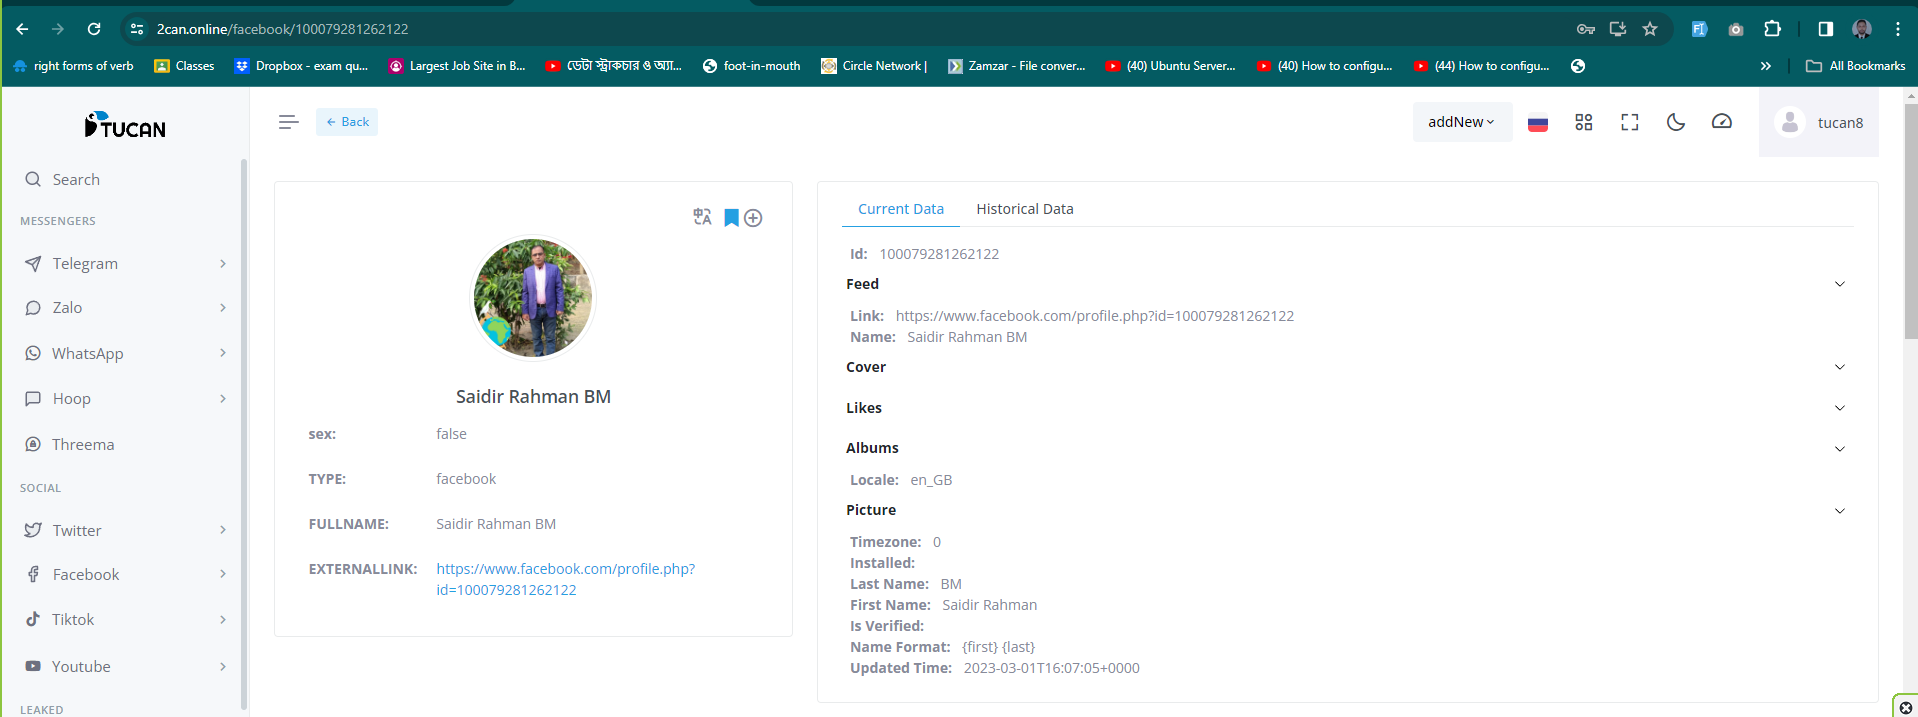 2can.online/facebook/100079281262122
right forms of verb
Classes
Dropbox - exam qu...
Largest Job Site in B...
ডেটা স্ট্রাকচার ও অ্যা...
foot-in-mouth
Circle Network |
Zamzar - File conver...
(40) Ubuntu Server...
(40) How to configu...
(44) How to configu...
All Bookmarks
TUCAN
← Back
addNew
tucan8
Search
MESSENGERS
Telegram
Zalo
WhatsApp
Hoop
Threema
SOCIAL
Twitter
Facebook
Tiktok
Youtube
LEAKED
Saidir Rahman BM
sex: false
TYPE: facebook
FULLNAME: Saidir Rahman BM
EXTERNALLINK: https://www.facebook.com/profile.php?
id=100079281262122
Current Data Historical Data
Id: 100079281262122
Feed
Link: https://www.facebook.com/profile.php?id=100079281262122
Name: Saidir Rahman BM
Cover
Likes
Albums
Locale: en_GB
Picture
Timezone: 0
Installed:
Last Name: BM
First Name: Saidir Rahman
Is Verified:
Name Format: {first} {last}
Updated Time: 2023-03-01T16:07:05+0000